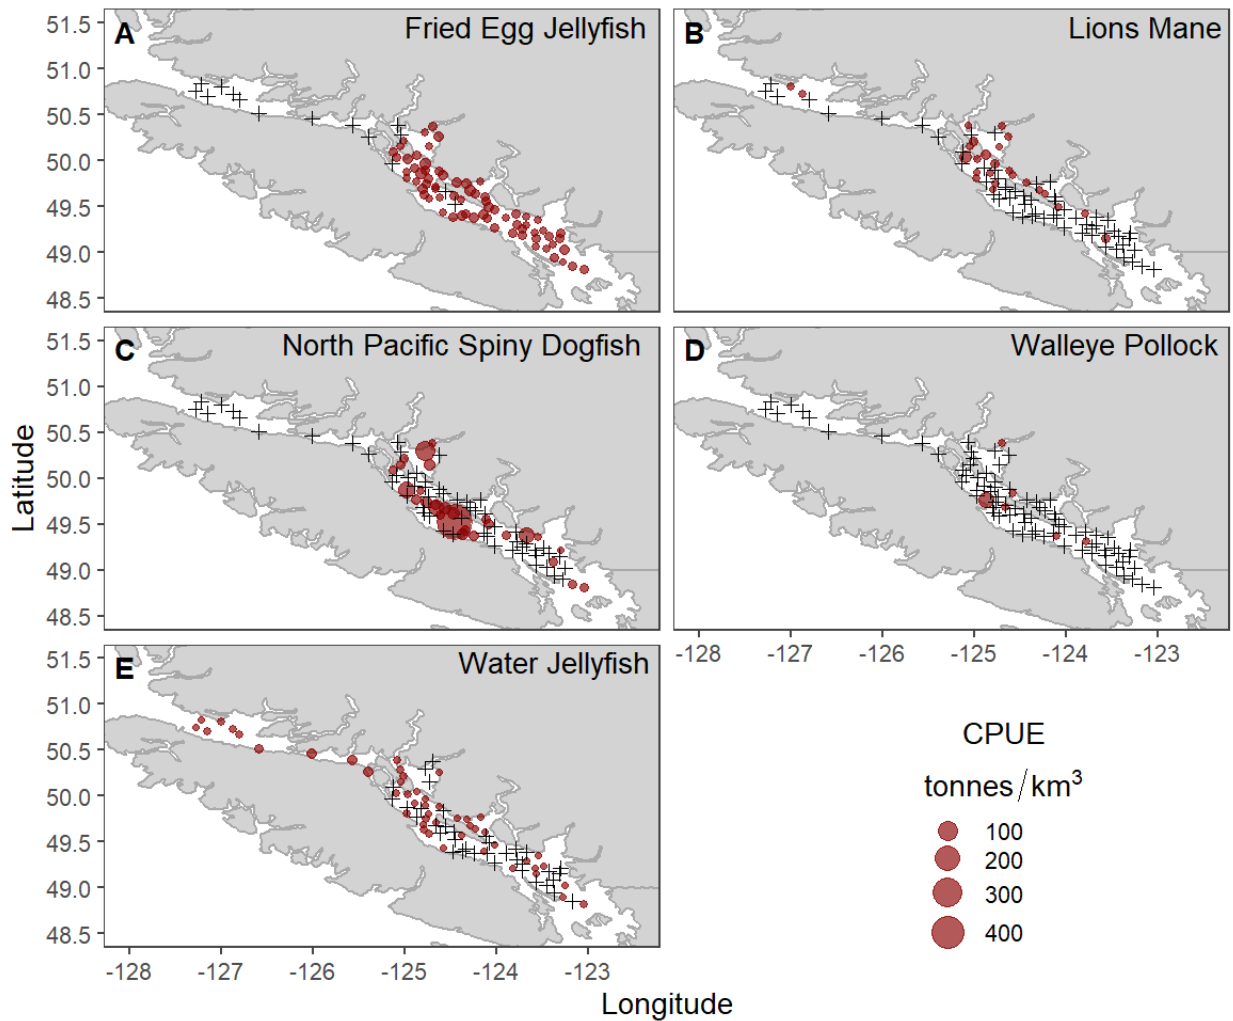 A Fried Egg Jellyfish
B Lions Mane
51.5
51.0
50.5
50.0
49.5
49.0
48.5
C North Pacific Spiny Dogfish
D Walleye Pollock
51.5
51.0
50.5
50.0
49.5
49.0
48.5
-128 -127 -126 -125 -124 -123
E Water Jellyfish
51.5
51.0
50.5
50.0
49.5
49.0
48.5
-128 -127 -126 -125 -124 -123
Latitude
Longitude
CPUE
tonnes/km³
100
200
300
400